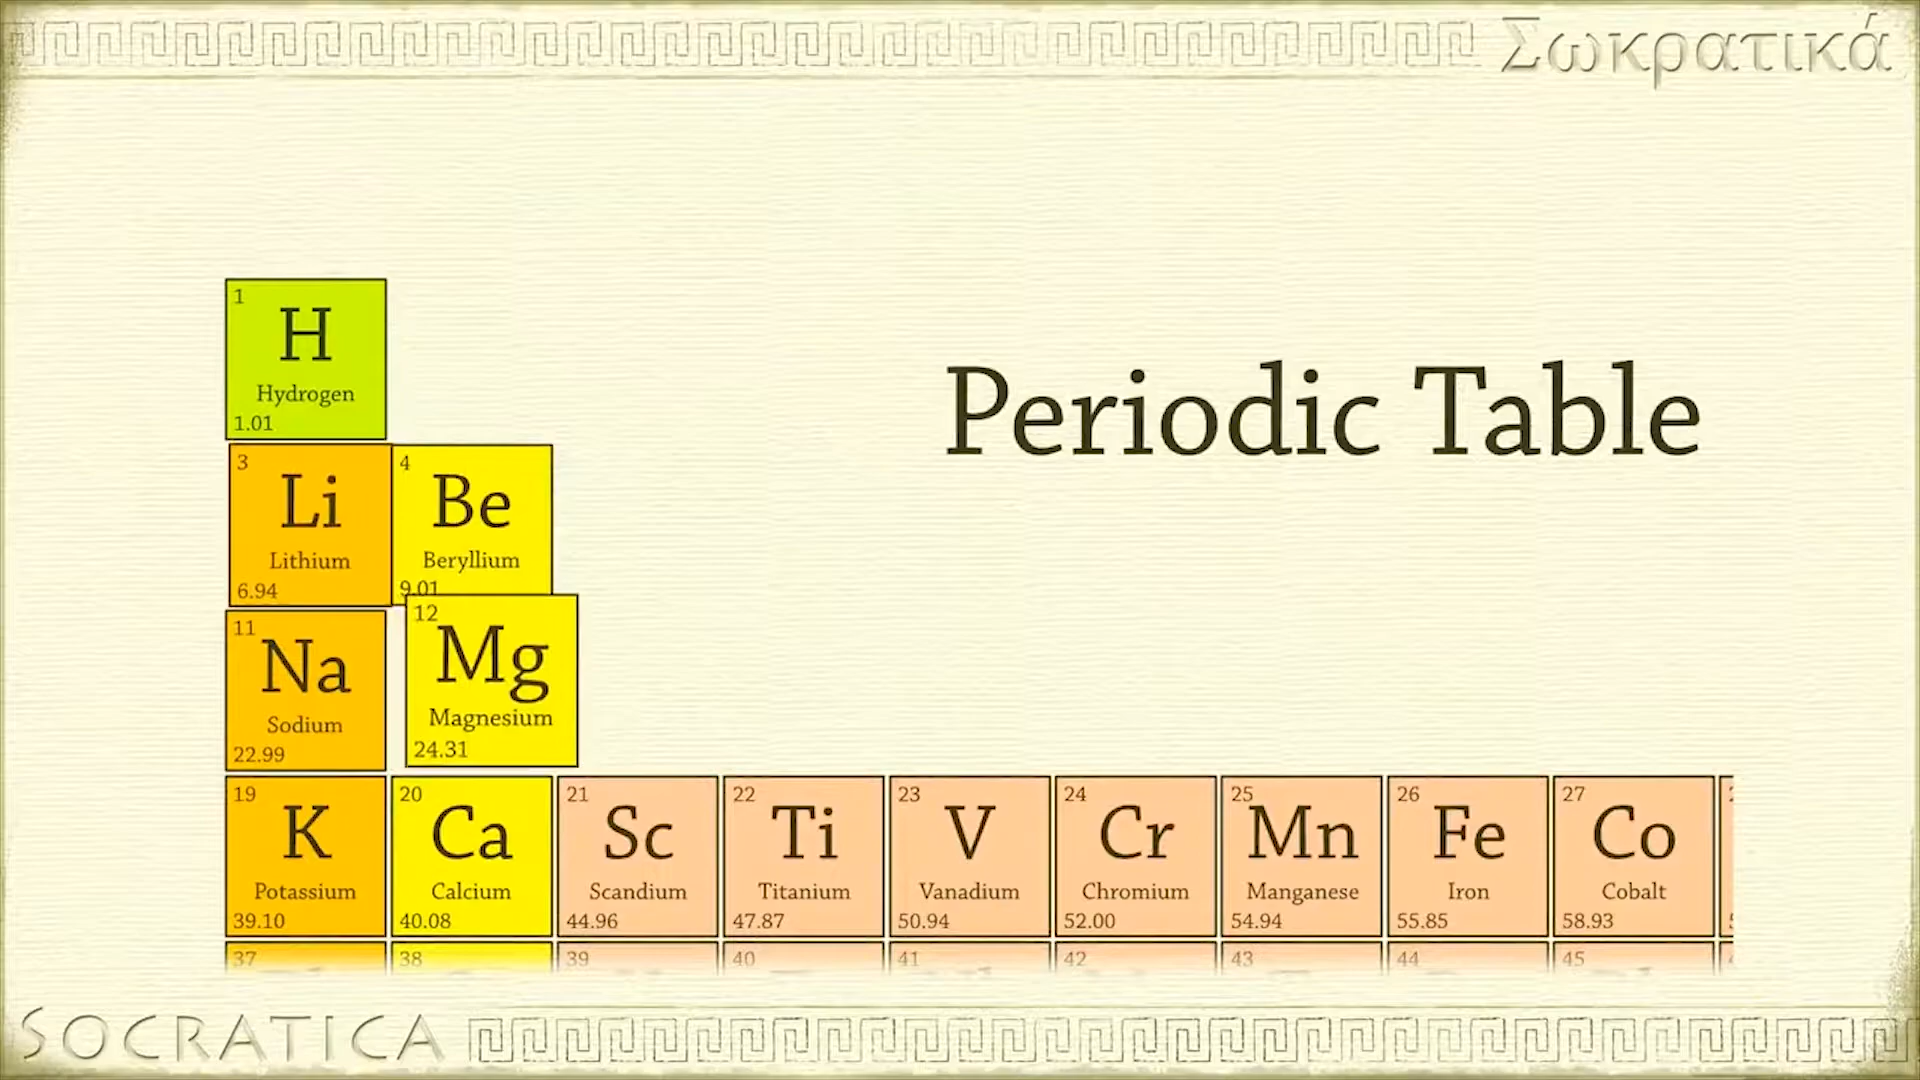 Σωκρατικά
1
H
Hydrogen
1.01
Periodic Table
3
Li
Lithium
6.94
4
Be
Beryllium
9.01
11
Na
Sodium
22.99
12
Mg
Magnesium
24.31
19
K
Potassium
39.10
20
Ca
Calcium
40.08
21
Sc
Scandium
44.96
22
Ti
Titanium
47.87
23
V
Vanadium
50.94
24
Cr
Chromium
52.00
25
Mn
Manganese
54.94
26
Fe
Iron
55.85
27
Co
Cobalt
58.93
37 38 39 40 41 42 43 44 45
SOCRATICA